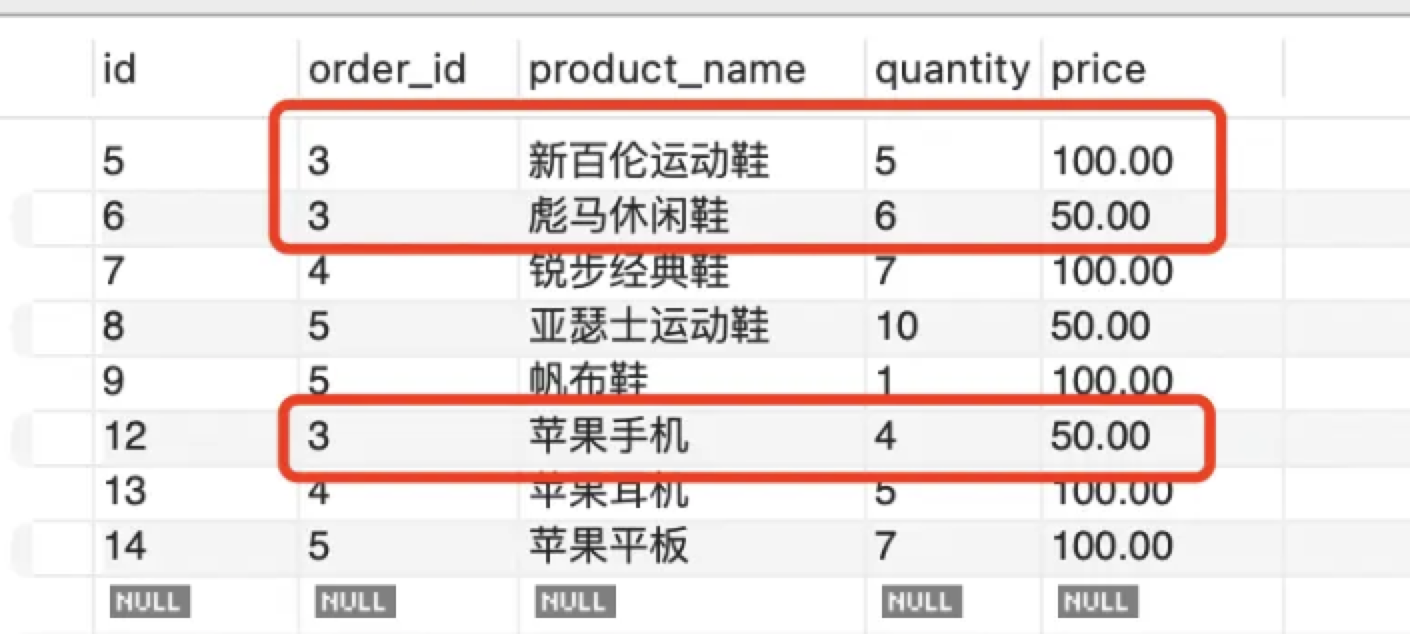 id order_id product_name quantity price
5 3 新百伦运动鞋 5 100.00
6 3 彪马休闲鞋 6 50.00
7 4 锐步经典鞋 7 100.00
8 5 亚瑟士运动鞋 10 50.00
9 5 帆布鞋 1 100.00
12 3 苹果手机 4 50.00
13 4 苹果耳机 5 100.00
14 5 苹果平板 7 100.00
NULL NULL NULL NULL NULL